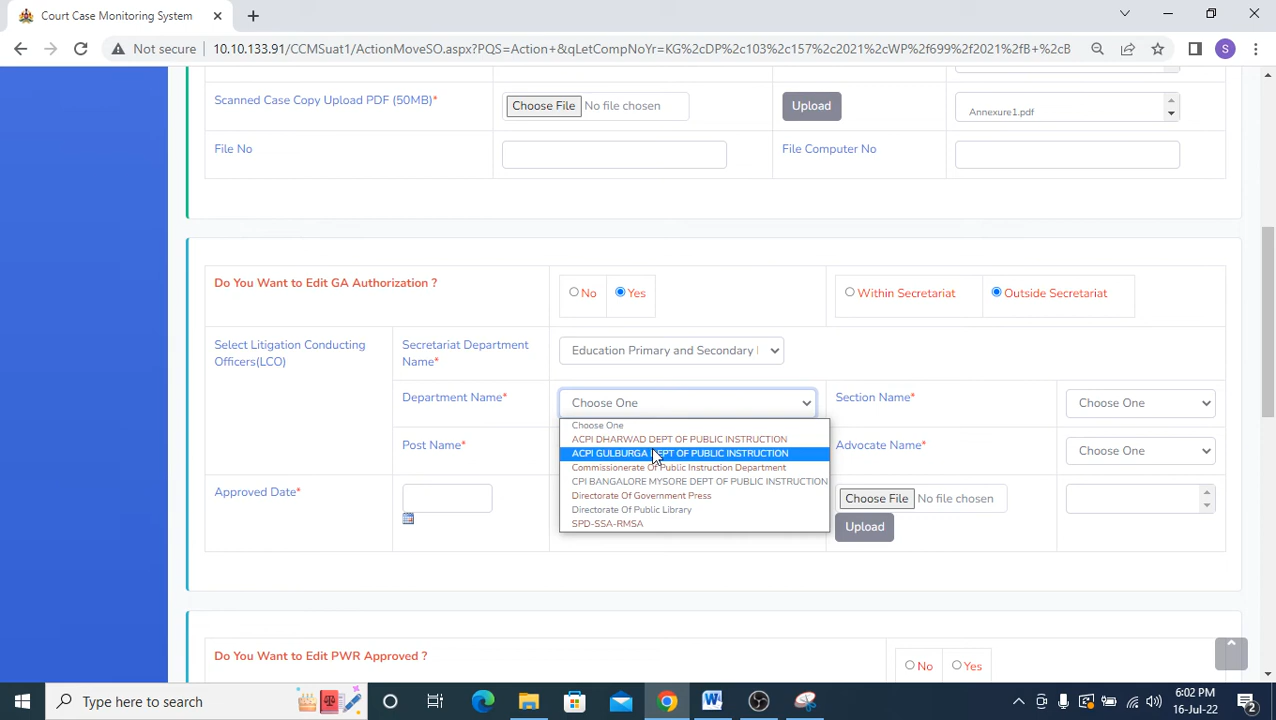 Court Case Monitoring System
Not secure 10.10.133.91/CCMSuat1/ActionMoveSO.aspx?PQS=Action+&qLetCompNoYr=KG%2cDP%2c103%2c157%2c2021%2cWP%2f699%2f2021%2fB+%2cB
Scanned Case Copy Upload PDF (50MB)*
Choose File No file chosen
Upload
Annexure1.pdf
File No
File Computer No
Do You Want to Edit GA Authorization ?
No
Yes
Within Secretariat
Outside Secretariat
Select Litigation Conducting
Officers(LCO)
Secretariat Department
Name*
Education Primary and Secondary
Department Name*
Choose One
Section Name*
Choose One
Choose One
ACPI DHARWAD DEPT OF PUBLIC INSTRUCTION
ACPI GULBURGA DEPT OF PUBLIC INSTRUCTION
Commissionerate Of Public Instruction Department
CPI BANGALORE MYSORE DEPT OF PUBLIC INSTRUCTION
Directorate Of Government Press
Directorate Of Public Library
SPD-SSA-RMSA
Post Name*
Advocate Name*
Choose One
Approved Date*
Choose File No file chosen
Upload
Do You Want to Edit PWR Approved ?
No
Yes
Type here to search
6:02 PM
16-Jul-22
2
S